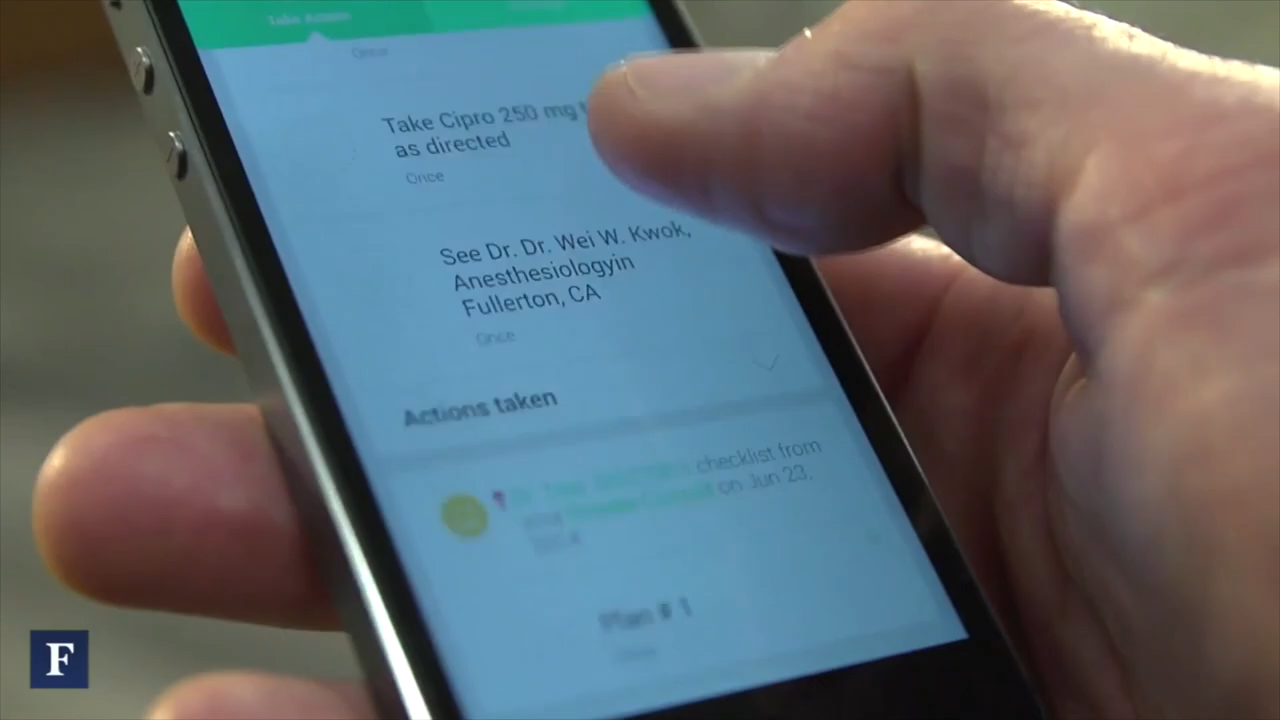 Take Action
Once
Take Cipro 250 mg
as directed
Once
See Dr. Dr. Wei W. Kwok,
Anesthesiologyin
Fullerton, CA
Once
Actions taken
checklist from
on Jun 23,
Plan # 1
Once
F